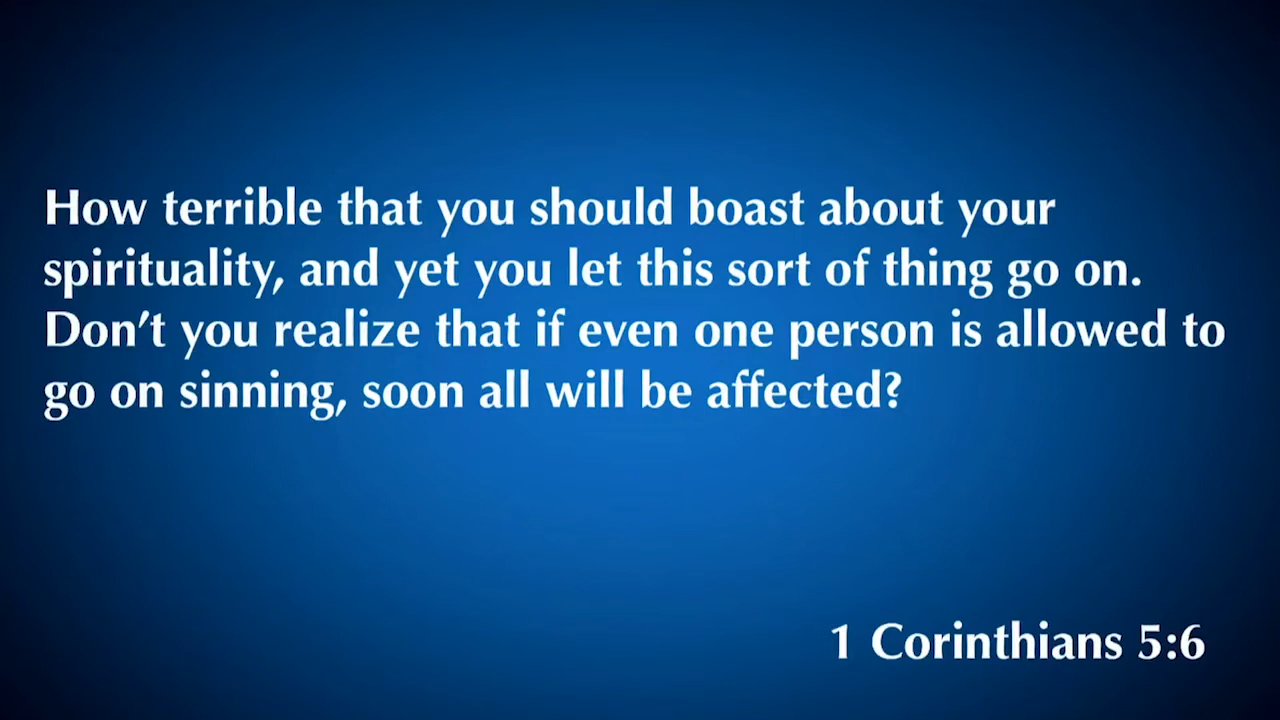 How terrible that you should boast about your
spirituality, and yet you let this sort of thing go on.
Don’t you realize that if even one person is allowed to
go on sinning, soon all will be affected?
1 Corinthians 5:6